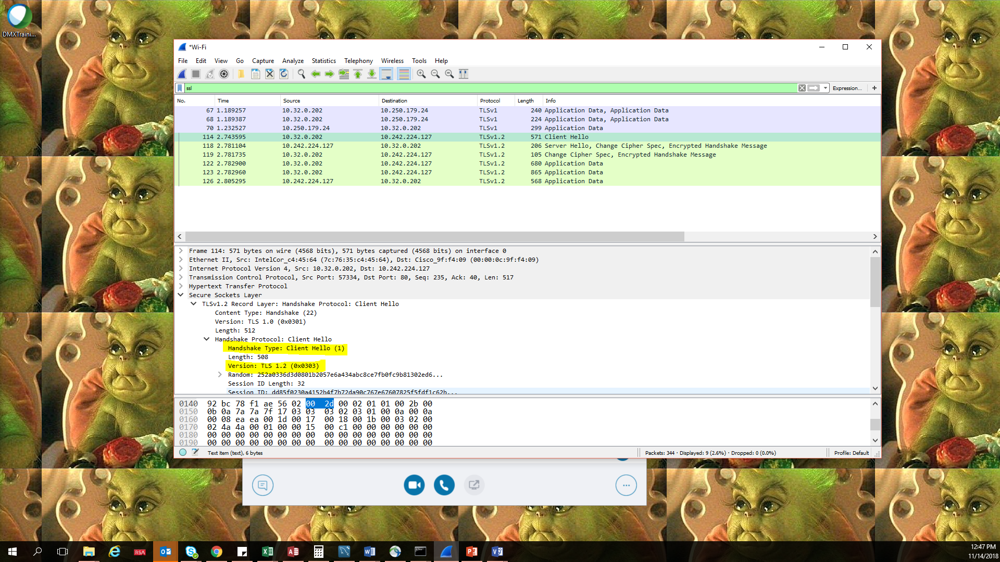 DMXTraini...
*Wi-Fi
File Edit View Go Capture Analyze Statistics Telephony Wireless Tools Help
ssl
Expression... +
No. Time Source Destination Protocol Length Info
67 1.189257 10.32.0.202 10.250.179.24 TLSv1 240 Application Data, Application Data
68 1.189387 10.32.0.202 10.250.179.24 TLSv1 224 Application Data, Application Data
70 1.232527 10.250.179.24 10.32.0.202 TLSv1 299 Application Data
114 2.743595 10.32.0.202 10.242.224.127 TLSv1.2 571 Client Hello
118 2.781104 10.242.224.127 10.32.0.202 TLSv1.2 206 Server Hello, Change Cipher Spec, Encrypted Handshake Message
119 2.781735 10.32.0.202 10.242.224.127 TLSv1.2 105 Change Cipher Spec, Encrypted Handshake Message
122 2.782900 10.32.0.202 10.242.224.127 TLSv1.2 680 Application Data
123 2.782960 10.32.0.202 10.242.224.127 TLSv1.2 865 Application Data
126 2.805295 10.242.224.127 10.32.0.202 TLSv1.2 568 Application Data
Frame 114: 571 bytes on wire (4568 bits), 571 bytes captured (4568 bits) on interface 0
Ethernet II, Src: IntelCor_c4:45:64 (7c:76:35:c4:45:64), Dst: Cisco_9f:f4:09 (00:00:0c:9f:f4:09)
Internet Protocol Version 4, Src: 10.32.0.202, Dst: 10.242.224.127
Transmission Control Protocol, Src Port: 57334, Dst Port: 80, Seq: 235, Ack: 40, Len: 517
Hypertext Transfer Protocol
Secure Sockets Layer
TLSv1.2 Record Layer: Handshake Protocol: Client Hello
Content Type: Handshake (22)
Version: TLS 1.0 (0x0301)
Length: 512
Handshake Protocol: Client Hello
Handshake Type: Client Hello (1)
Length: 508
Version: TLS 1.2 (0x0303)
Random: 252a0336d3d0801b2057e6a434abc8ce7fb0fc9b81302ed6...
Session ID Length: 32
Session ID: dd85f0230a4152b4f7b72da90c767e67607825f5fdf1c62b...
0140 92 bc 78 f1 ae 56 02 00 2d 00 02 01 01 00 2b 00
0150 0b 0a 7a 7a 7f 17 03 03 03 02 03 01 00 0a 00 0a
0160 00 08 ea ea 00 1d 00 17 00 18 00 1b 00 03 02 00
0170 02 4a 4a 00 01 00 00 15 00 c1 00 00 00 00 00 00
0180 00 00 00 00 00 00 00 00 00 00 00 00 00 00 00 00
0190 00 00 00 00 00 00 00 00 00 00 00 00 00 00 00 00
Text item (text), 6 bytes
Packets: 344 · Displayed: 9 (2.6%) · Dropped: 0 (0.0%)
Profile: Default
RSA
12:47 PM
11/14/2018